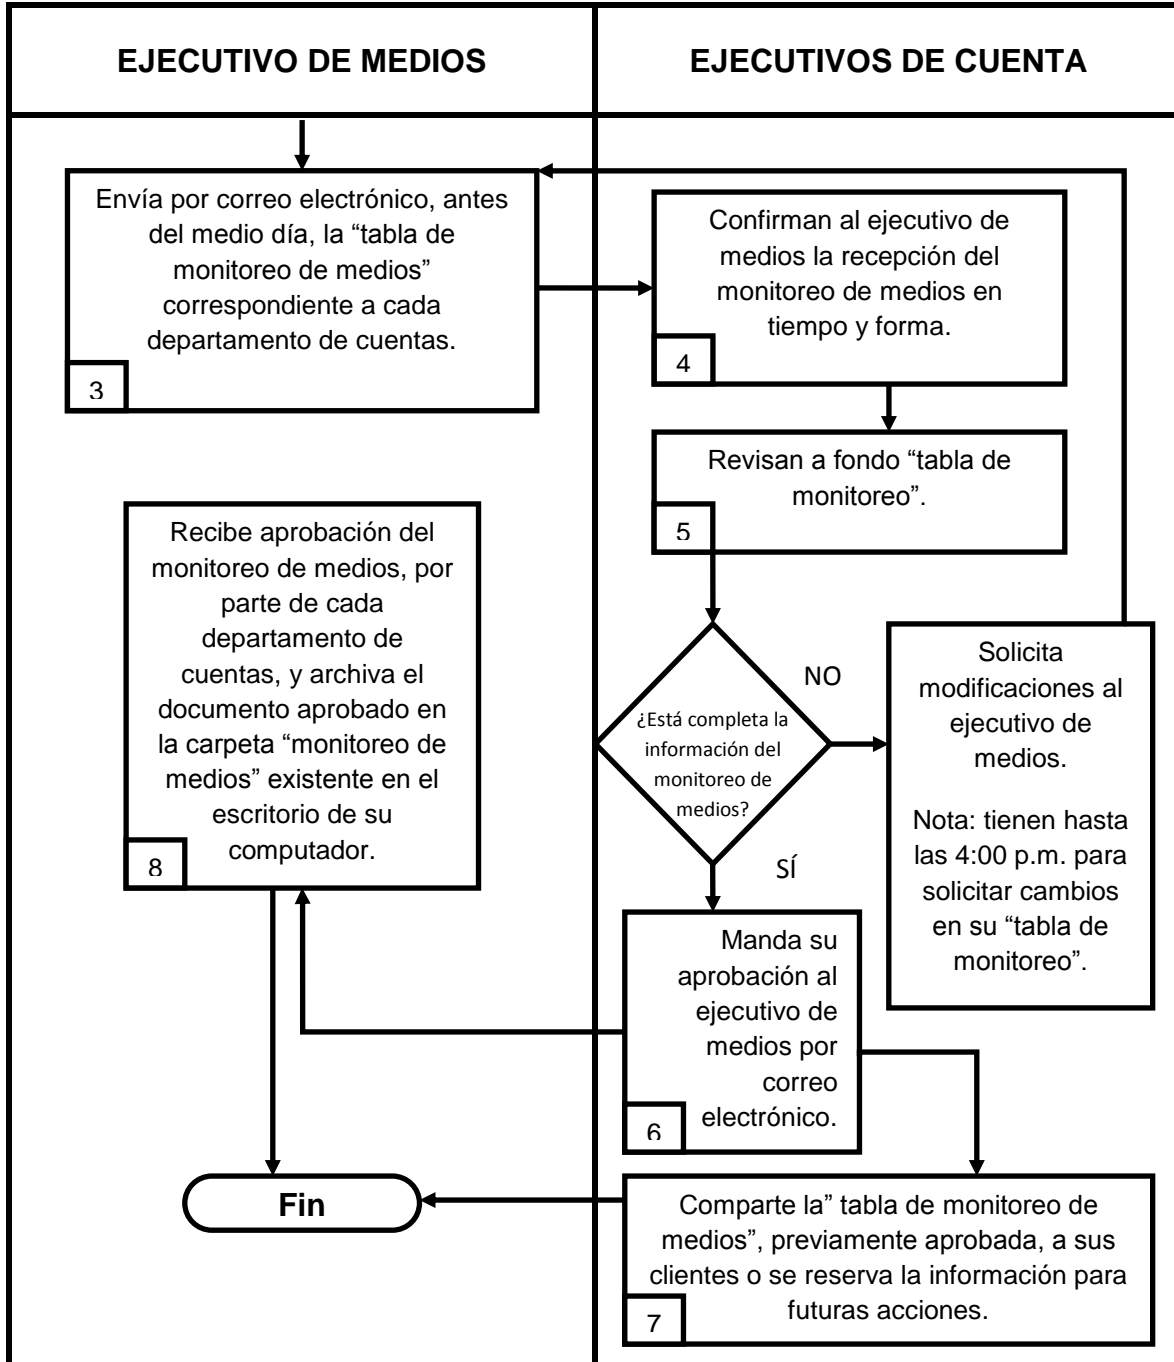 EJECUTIVO DE MEDIOS
EJECUTIVOS DE CUENTA
Envía por correo electrónico, antes
del medio día, la “tabla de
monitoreo de medios”
correspondiente a cada
departamento de cuentas.
3
Confirman al ejecutivo de
medios la recepción del
monitoreo de medios en
tiempo y forma.
4
Revisan a fondo “tabla de
monitoreo”.
5
¿Está completa la
información del
monitoreo de
medios?
NO
Solicita
modificaciones al
ejecutivo de
medios.
Nota: tienen hasta
las 4:00 p.m. para
solicitar cambios
en su “tabla de
monitoreo”.
SÍ
Manda su
aprobación al
ejecutivo de
medios por
correo
electrónico.
6
Comparte la” tabla de monitoreo de
medios”, previamente aprobada, a sus
clientes o se reserva la información para
futuras acciones.
7
Recibe aprobación del
monitoreo de medios, por
parte de cada
departamento de
cuentas, y archiva el
documento aprobado en
la carpeta “monitoreo de
medios” existente en el
escritorio de su
computador.
8
Fin